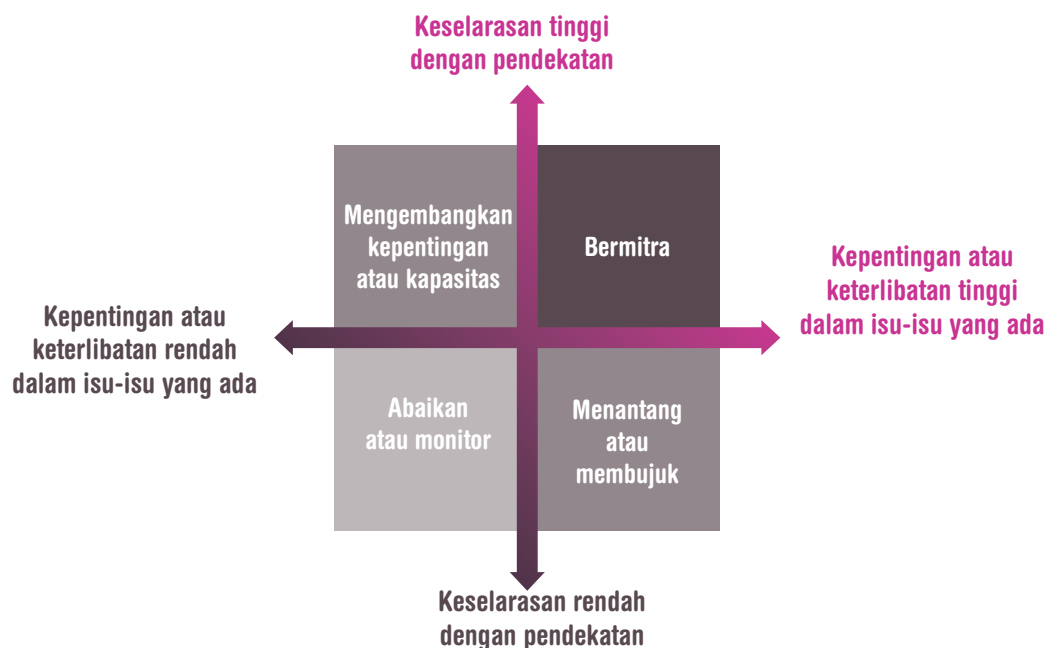 Keselarasan tinggi
dengan pendekatan
Mengembangkan
kepentingan
atau kapasitas
Bermitra
Kepentingan atau
keterlibatan tinggi
dalam isu-isu yang ada
Kepentingan atau
keterlibatan rendah
dalam isu-isu yang ada
Abaikan
atau monitor
Menantang
atau
membujuk
Keselarasan rendah
dengan pendekatan